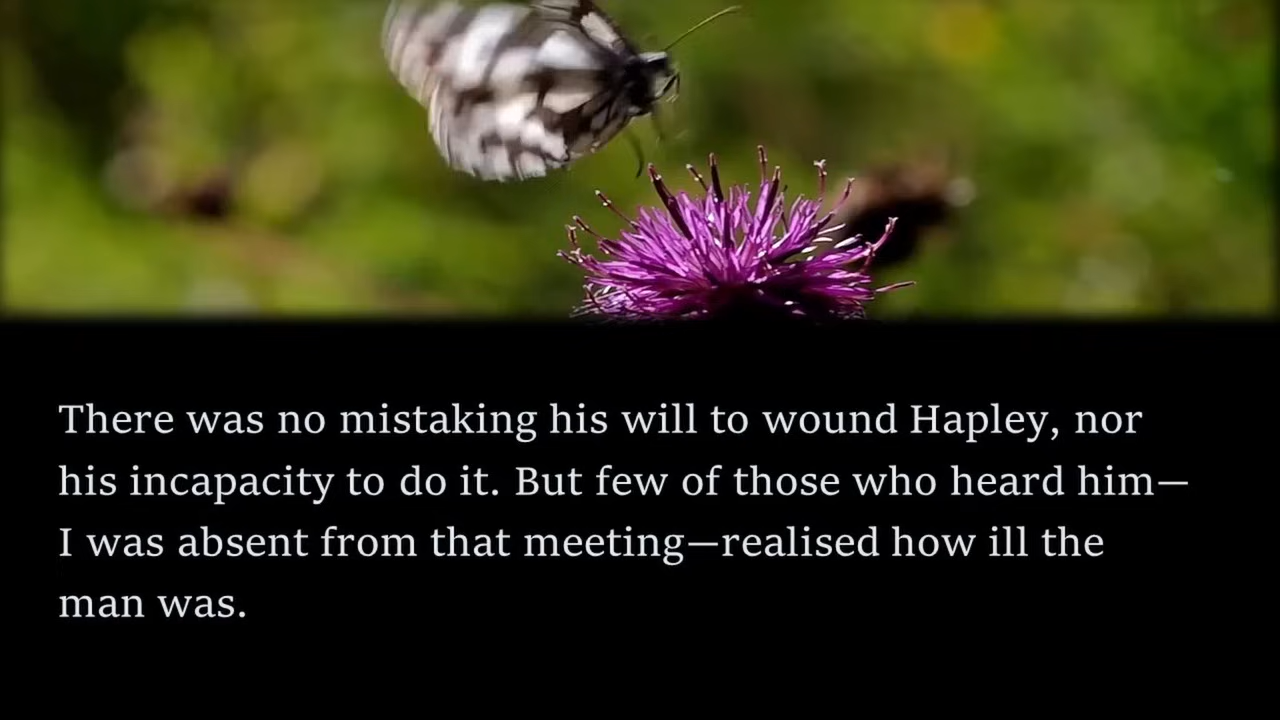 There was no mistaking his will to wound Hapley, nor
his incapacity to do it. But few of those who heard him—
I was absent from that meeting—realised how ill the
man was.